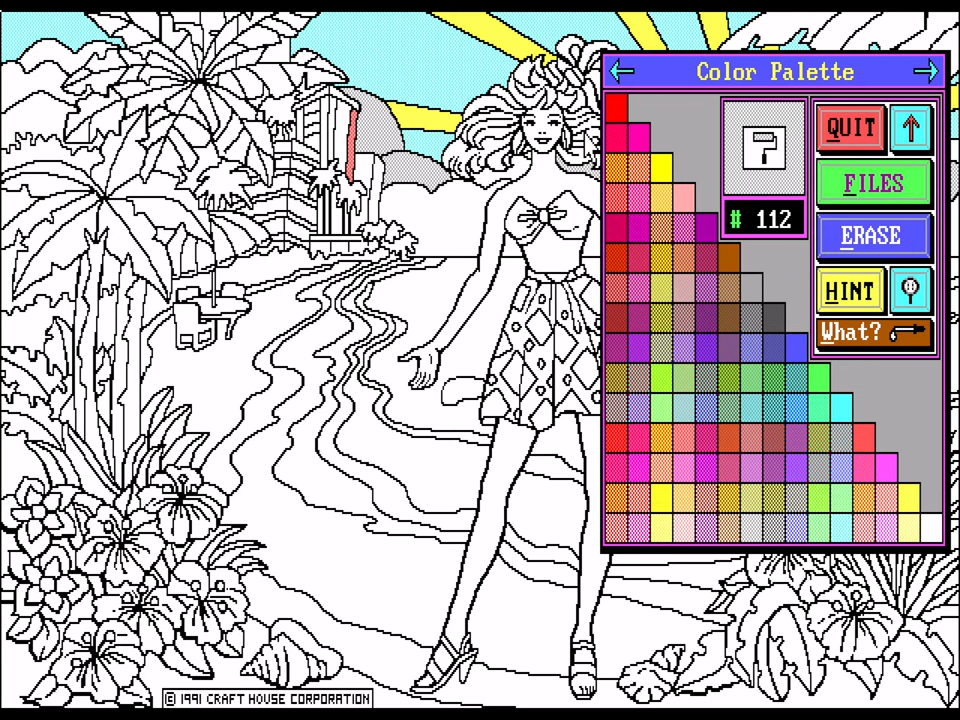 Color Palette
QUIT
FILES
# 112
ERASE
HINT
What?
© 1991 CRAFT HOUSE CORPORATION